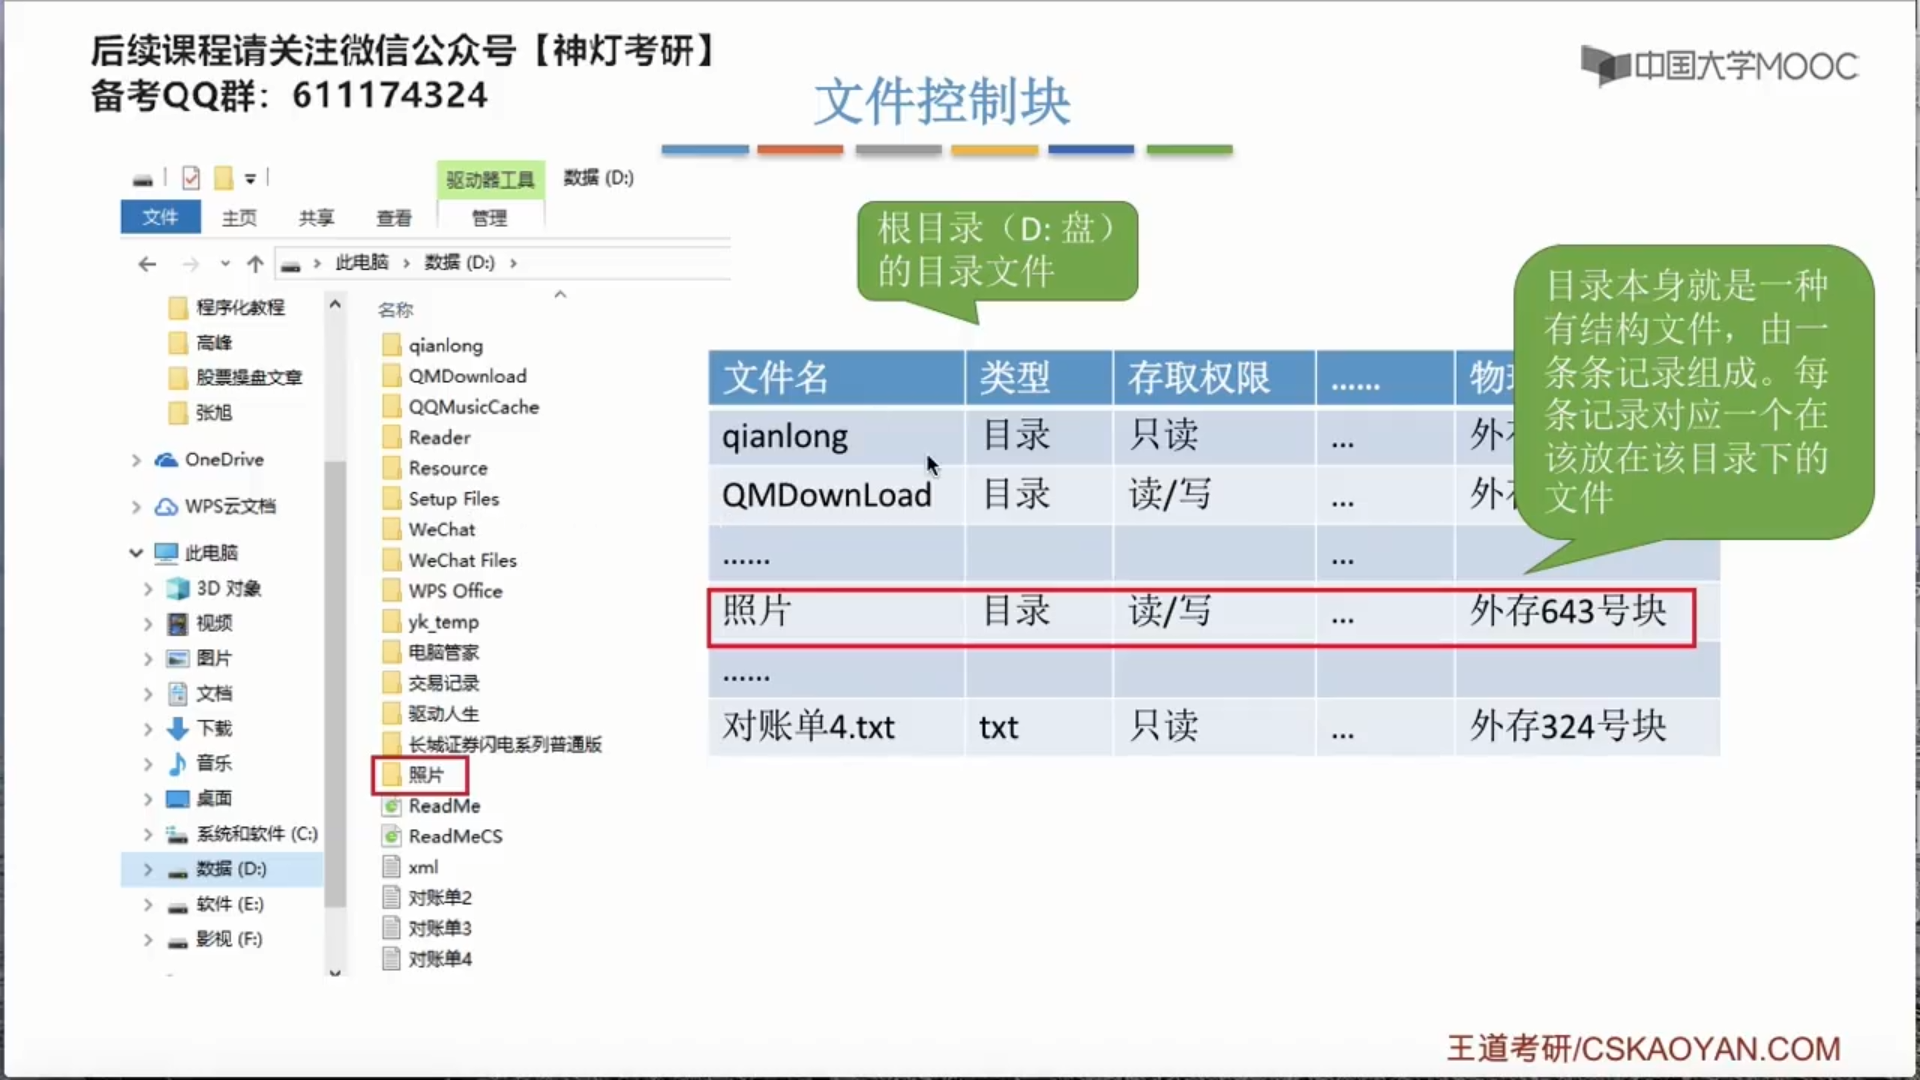 后续课程请关注微信公众号【神灯考研】
备考QQ群：611174324
中国大学MOOC
文件控制块
驱动器工具
数据 (D:)
文件
主页
共享
查看
管理
此电脑
数据 (D:)
程序化教程
高峰
股票操盘文章
张旭
OneDrive
WPS云文档
此电脑
3D 对象
视频
图片
文档
下载
音乐
桌面
系统和软件 (C:)
数据 (D:)
软件 (E:)
影视 (F:)
名称
qianlong
QMDownload
QQMusicCache
Reader
Resource
Setup Files
WeChat
WeChat Files
WPS Office
yk_temp
电脑管家
交易记录
驱动人生
长城证券闪电系列普通版
照片
ReadMe
ReadMeCS
xml
对账单2
对账单3
对账单4
根目录（D: 盘）
的目录文件
目录本身就是一种
有结构文件，由一
条条记录组成。每
条记录对应一个在
该放在该目录下的
文件
文件名 类型 存取权限 …… 物
qianlong 目录 只读 ... 外
QMDownLoad 目录 读/写 ... 外
…… ...
照片 目录 读/写 ... 外存643号块
……
对账单4.txt txt 只读 ... 外存324号块
王道考研/CSKAOYAN.COM